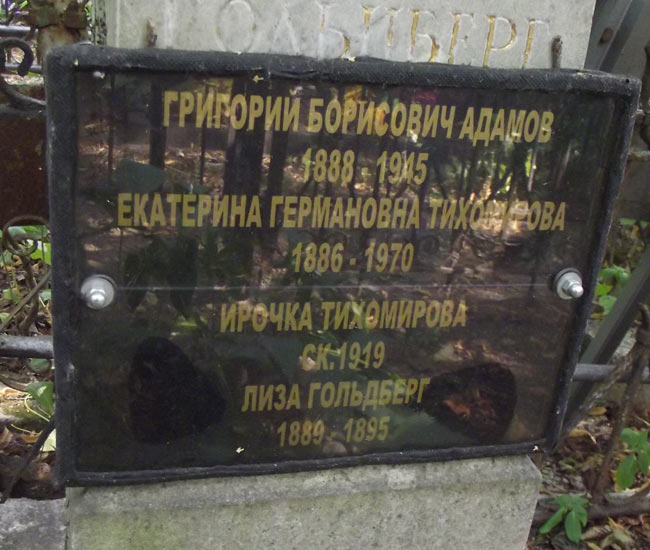 ГОЛЬДБЕРГ
ГРИГОРИЙ БОРИСОВИЧ АДАМОВ
1888 - 1945
ЕКАТЕРИНА ГЕРМАНОВНА ТИХОМИРОВА
1886 - 1970
ИРОЧКА ТИХОМИРОВА
СК.1919
ЛИЗА ГОЛЬДБЕРГ
1889 - 1895